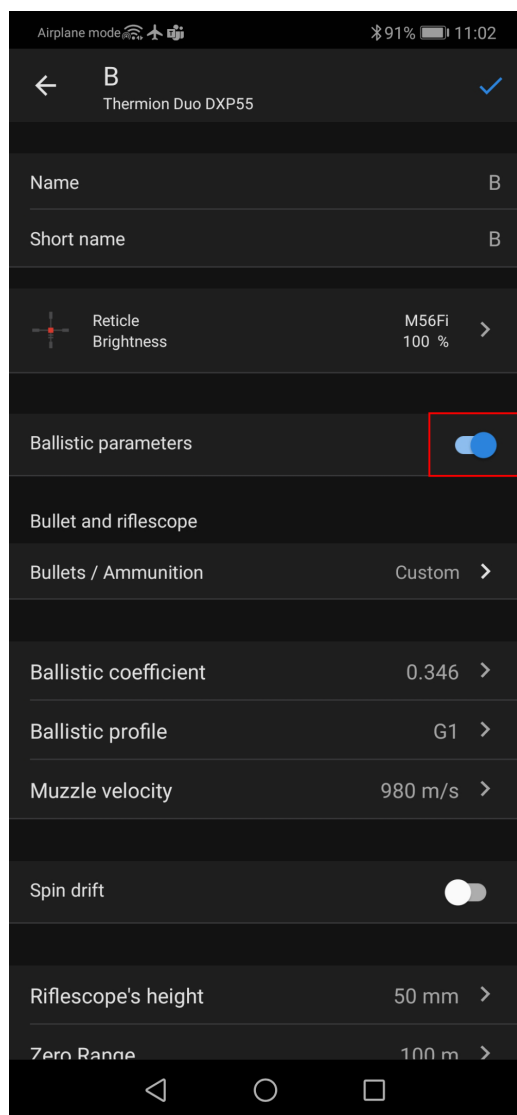 Airplane mode 91% 11:02
B
Thermion Duo DXP55
Name B
Short name B
Reticle M56Fi
Brightness 100 %
Ballistic parameters
Bullet and riflescope
Bullets / Ammunition Custom
Ballistic coefficient 0.346
Ballistic profile G1
Muzzle velocity 980 m/s
Spin drift
Riflescope's height 50 mm
Zero Range 100 m